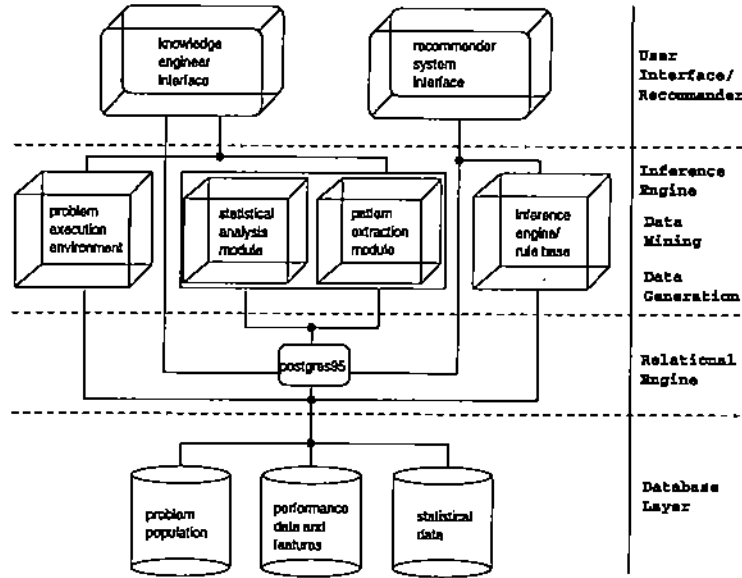 knowledge
engineer
interface
recommender
system
interface
User
Interface/
Recommander
problem
execution
environment
statistical
analysis
module
pattern
extraction
module
inference
engine/
rule base
Inference
Engine
Data
Mining
Data
Generation
postgres95
Relational
Engine
problem
population
performance
data and
features
statistical
data
Database
Layer